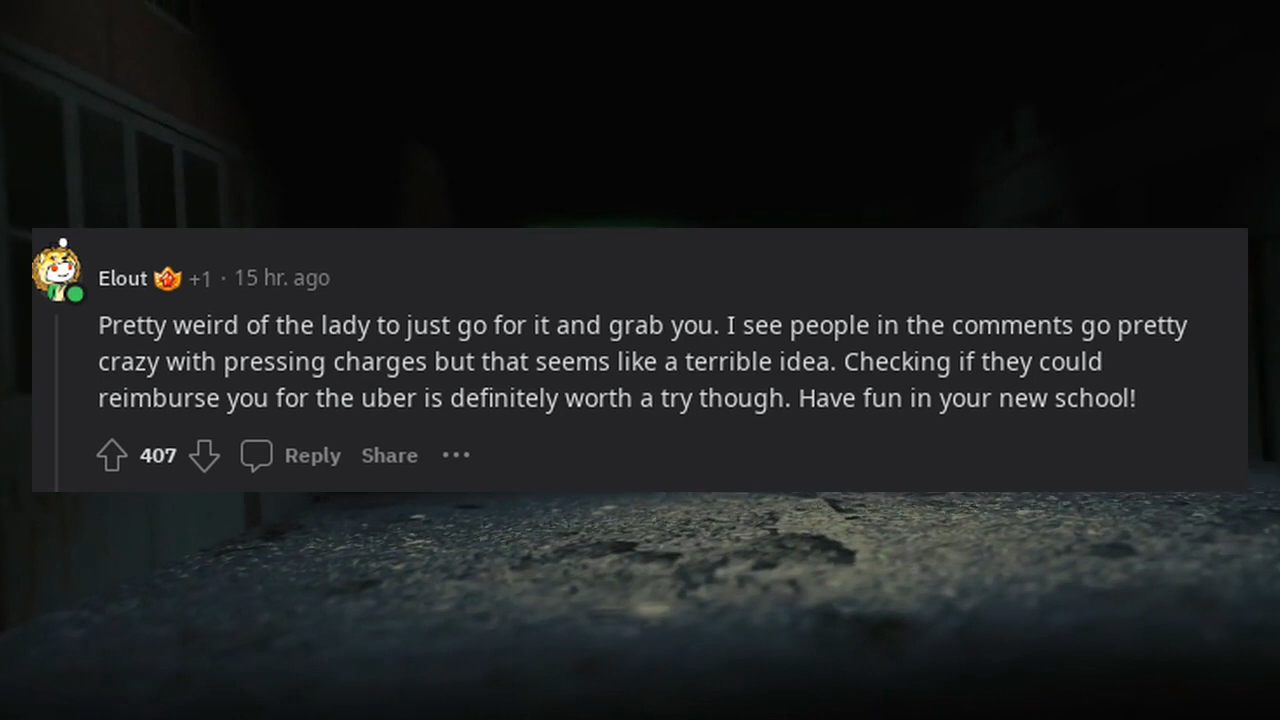 Elout +1 · 15 hr. ago
Pretty weird of the lady to just go for it and grab you. I see people in the comments go pretty
crazy with pressing charges but that seems like a terrible idea. Checking if they could
reimburse you for the uber is definitely worth a try though. Have fun in your new school!
407 Reply Share ···